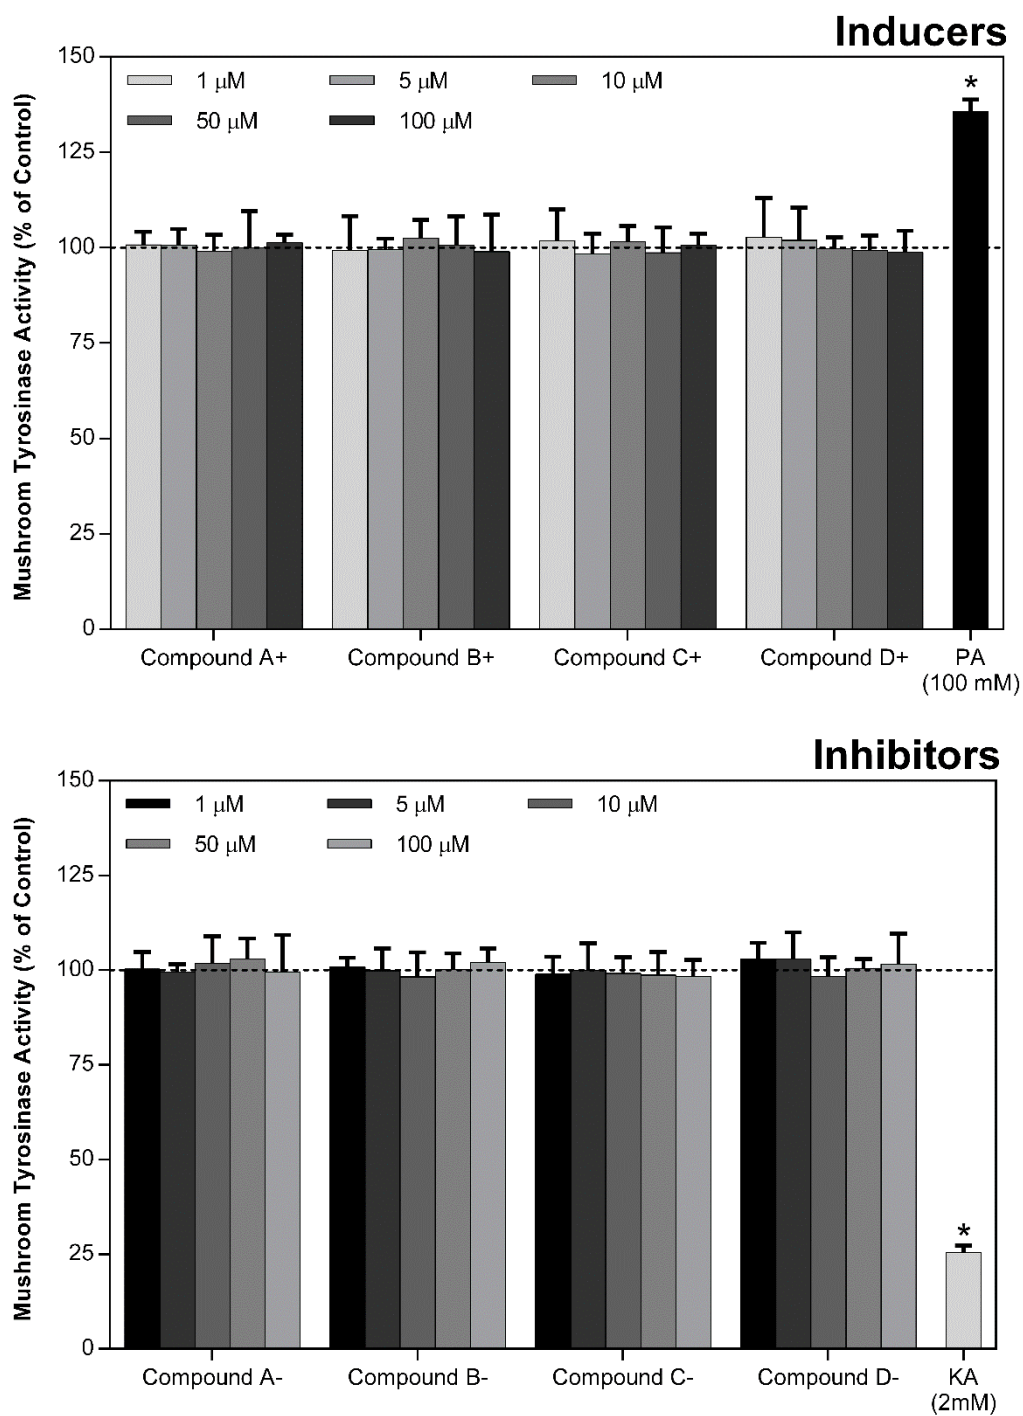 Inducers
Mushroom Tyrosinase Activity (% of Control)
150
125
100
75
50
25
0
1 μM 5 μM 10 μM
50 μM 100 μM
*
Compound A+ Compound B+ Compound C+ Compound D+ PA
(100 mM)
Inhibitors
Mushroom Tyrosinase Activity (% of Control)
150
125
100
75
50
25
0
1 μM 5 μM 10 μM
50 μM 100 μM
*
Compound A- Compound B- Compound C- Compound D- KA
(2mM)